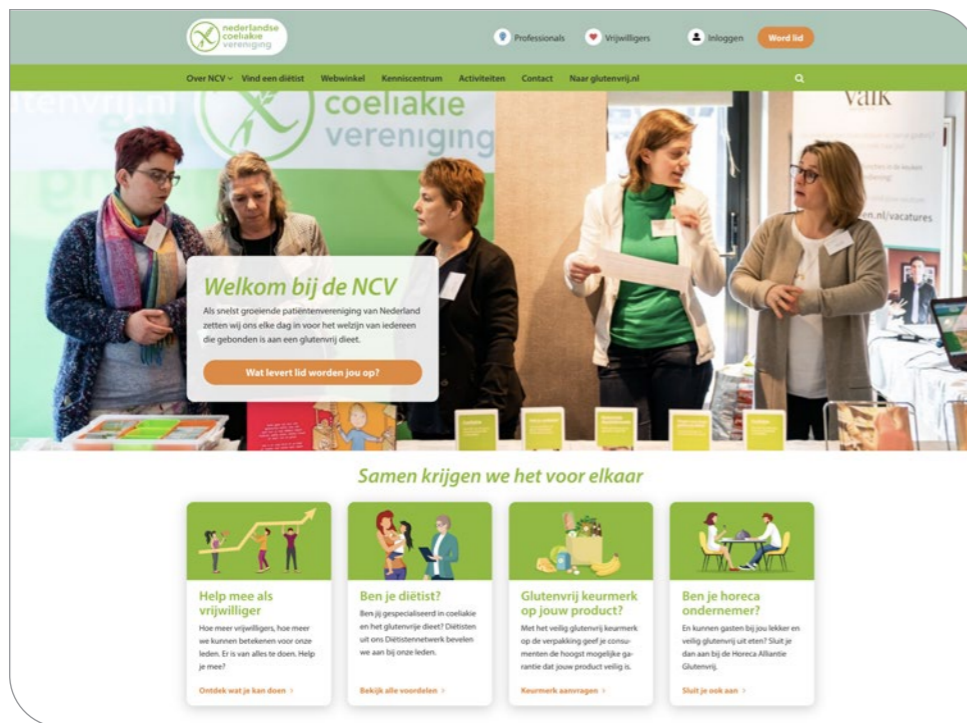 nederlandse
coeliakie
vereniging
Professionals
Vrijwilligers
Inloggen
Word lid
Over NCV
Vind een diëtist
Webwinkel
Kenniscentrum
Activiteiten
Contact
Naar glutenvrij.nl
tenvrij.nl
coeliakie
vereniging
valk
en.nl/vacatures
Welkom bij de NCV
Als snelst groeiende patiëntenvereniging van Nederland
zetten wij ons elke dag in voor het welzijn van iedereen
die gebonden is aan een glutenvrij dieet.
Wat levert lid worden jou op?
Samen krijgen we het voor elkaar
Help mee als
vrijwilliger
Hoe meer vrijwilligers, hoe meer
we kunnen betekenen voor onze
leden. Er is van alles te doen. Help
je mee?
Ontdek wat je kan doen >
Ben je diëtist?
Ben jij gespecialiseerd in coeliakie
en het glutenvrije dieet? Diëtisten
uit ons Diëtistennetwerk bevelen
we aan bij onze leden.
Bekijk alle voordelen >
Glutenvrij keurmerk
op jouw product?
Met het veilig glutenvrij keurmerk
op de verpakking geef je consu-
menten de hoogst mogelijke ga-
rantie dat jouw product veilig is.
Keurmerk aanvragen >
Ben je horeca
ondernemer?
En kunnen gasten bij jou lekker en
veilig glutenvrij uit eten? Sluit je
dan aan bij de Horeca Alliantie
Glutenvrij.
Sluit je ook aan >